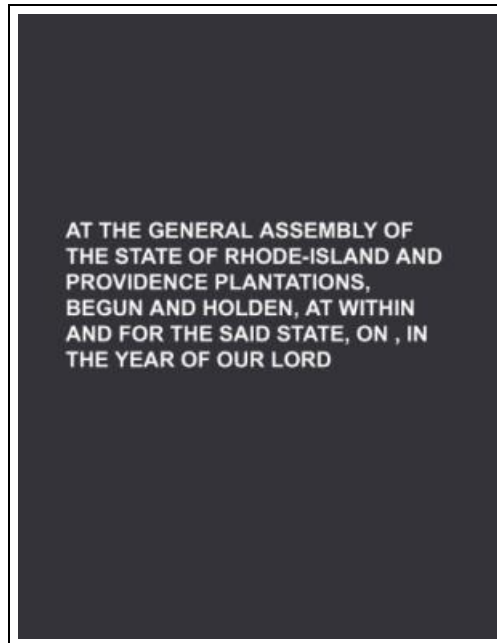 AT THE GENERAL ASSEMBLY OF
THE STATE OF RHODE-ISLAND AND
PROVIDENCE PLANTATIONS,
BEGUN AND HOLDEN, AT WITHIN
AND FOR THE SAID STATE, ON , IN
THE YEAR OF OUR LORD